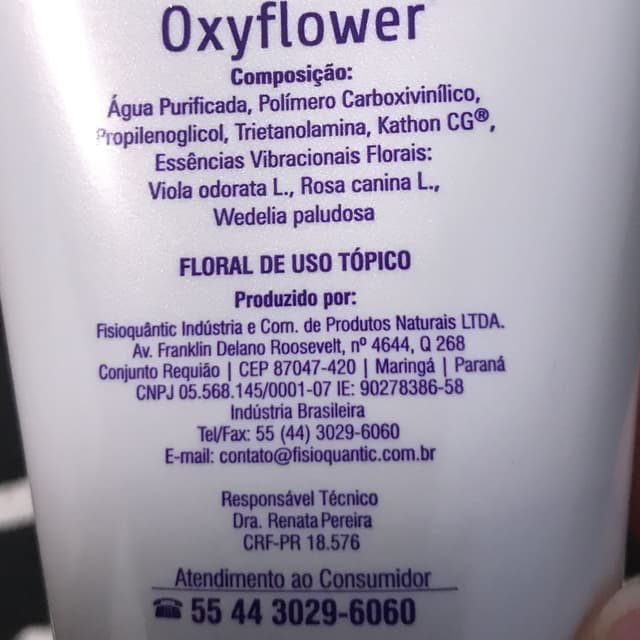 Oxyflower
Composição:
Água Purificada, Polímero Carboxivinílico,
Propilenoglicol, Trietanolamina, Kathon CG®,
Essências Vibracionais Florais:
Viola odorata L., Rosa canina L.,
Wedelia paludosa
FLORAL DE USO TÓPICO
Produzido por:
Fisioquântic Indústria e Com. de Produtos Naturais LTDA.
Av. Franklin Delano Roosevelt, nº 4644, Q 268
Conjunto Requião | CEP 87047-420 | Maringá | Paraná
CNPJ 05.568.145/0001-07 IE: 90278386-58
Indústria Brasileira
Tel/Fax: 55 (44) 3029-6060
E-mail: contato@fisioquantic.com.br
Responsável Técnico
Dra. Renata Pereira
CRF-PR 18.576
Atendimento ao Consumidor
☎ 55 44 3029-6060